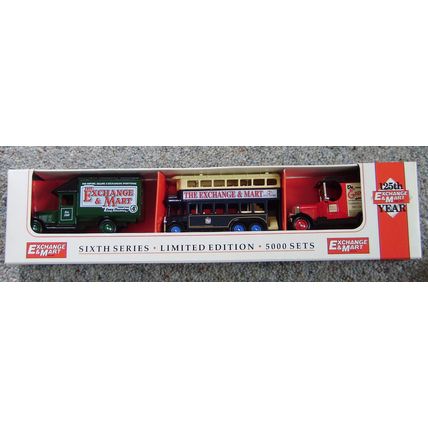 THE
EXCHANGE
& MART
THE EXCHANGE & MART
125th
EXCHANGE
& MART
YEAR
EXCHANGE
& MART
SIXTH SERIES • LIMITED EDITION • 5000 SETS
EXCHANGE
& MART